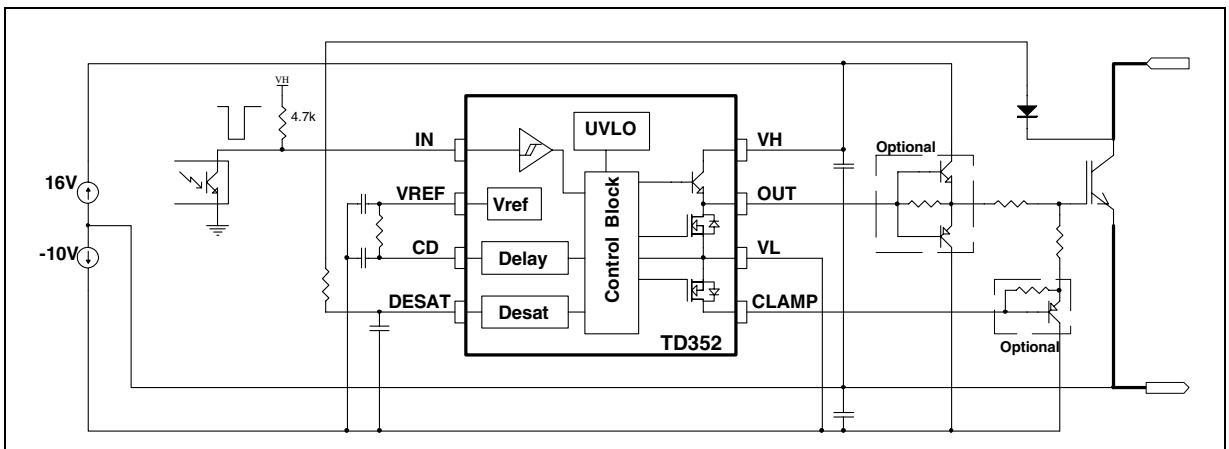 VH
4.7k
IN
UVLO
VH
Optional
16V
VREF
Vref
Control Block
OUT
-10V
CD
Delay
VL
DESAT
Desat
CLAMP
TD352
Optional